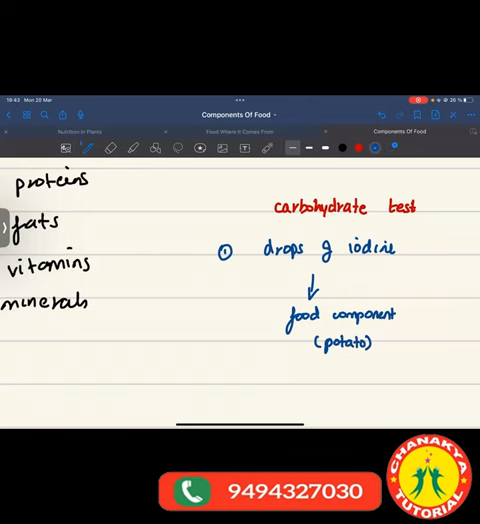 19:43 Mon 20 Mar
26 %
Components Of Food
Nutrition in Plants
Food Where It Comes From
Components Of Food
proteins
fats
vitamins
minerals
carbohydrate test
① drops of iodine
food component
(potato)
9494327030
CHANAKYA
TUTORIAL